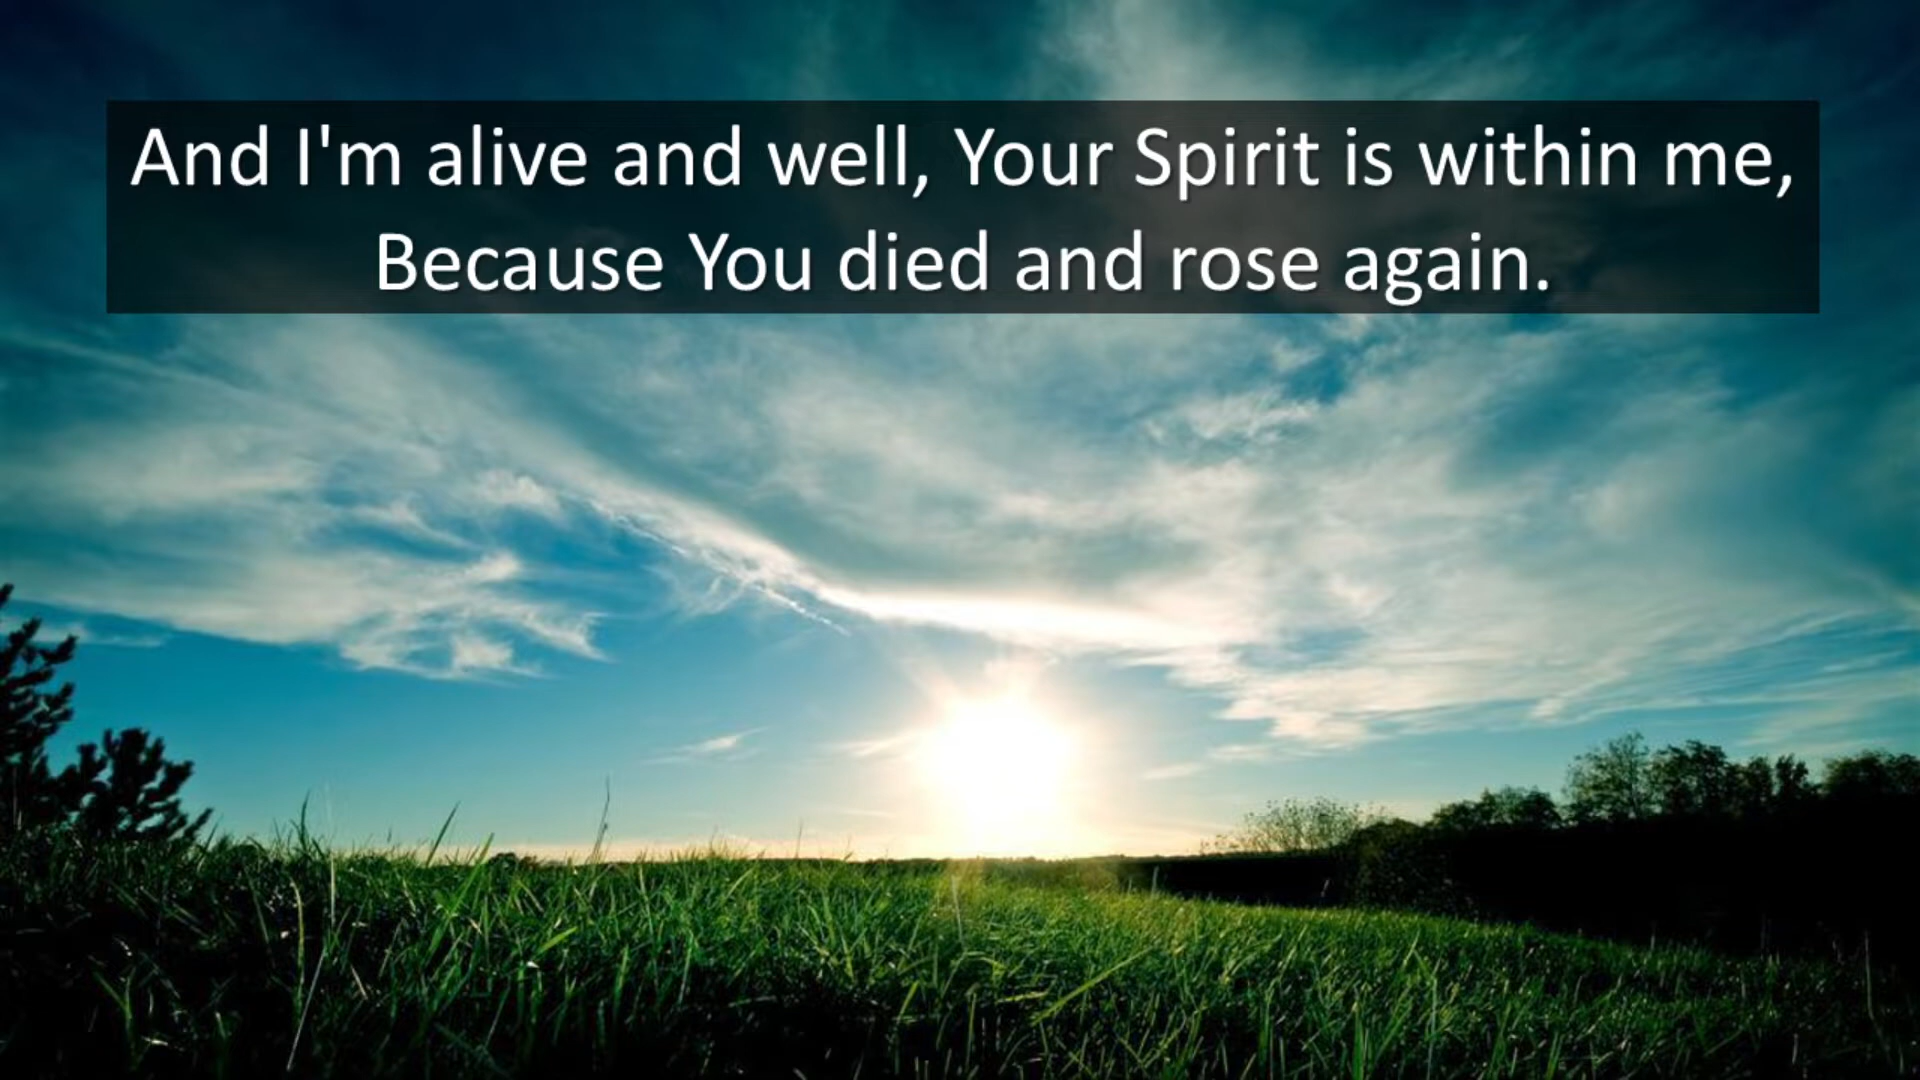 And I'm alive and well, Your Spirit is within me,
Because You died and rose again.